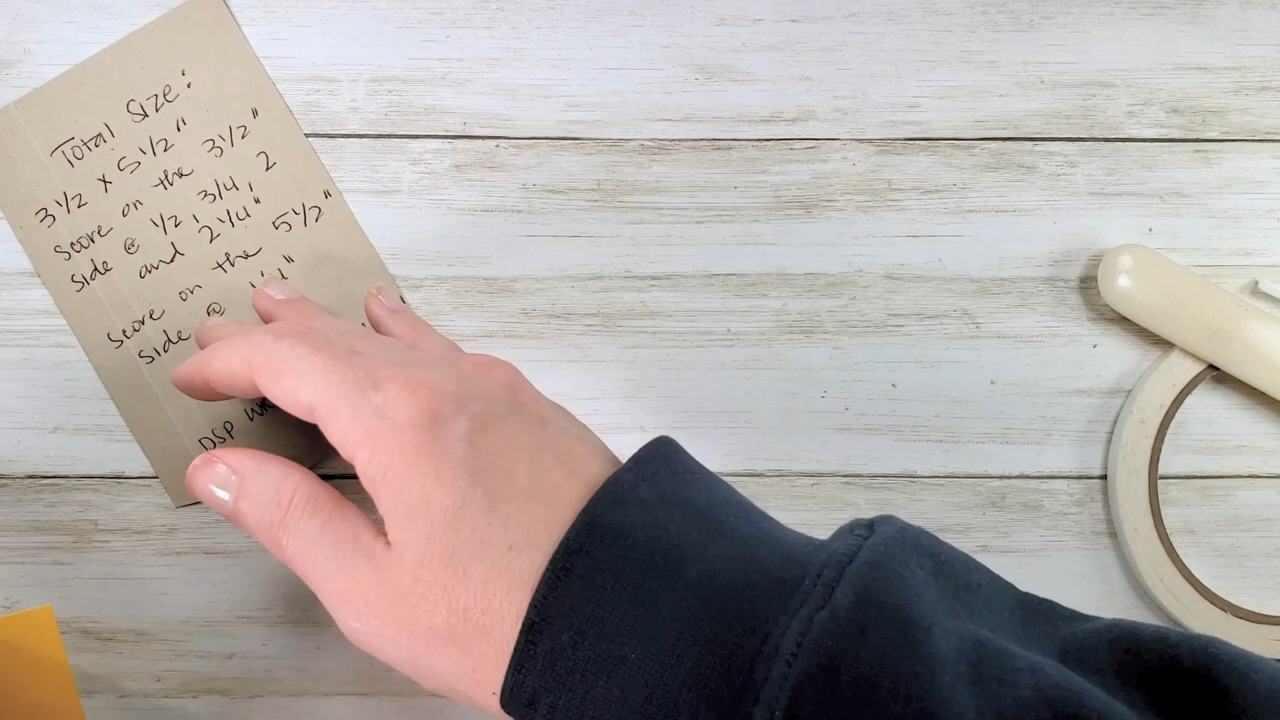 Total Size:
3 1/2 x 5 1/2"
score on the 3 1/2"
side @ 1/2, 3/4, 2
and 2 1/4"
score on the 5 1/2"
side @
DSP